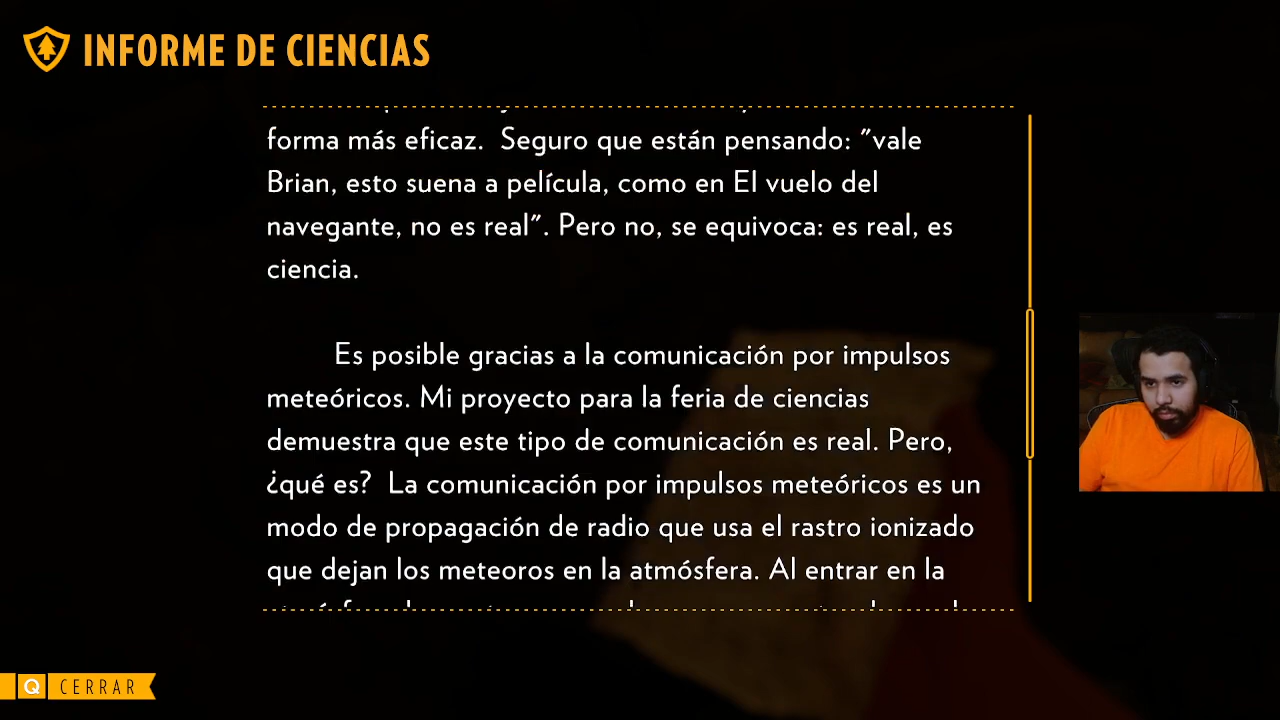 INFORME DE CIENCIAS
forma más eficaz.  Seguro que están pensando: "vale
Brian, esto suena a película, como en El vuelo del
navegante, no es real". Pero no, se equivoca: es real, es
ciencia.
Es posible gracias a la comunicación por impulsos
meteóricos. Mi proyecto para la feria de ciencias
demuestra que este tipo de comunicación es real. Pero,
¿qué es?  La comunicación por impulsos meteóricos es un
modo de propagación de radio que usa el rastro ionizado
que dejan los meteoros en la atmósfera. Al entrar en la
Q CERRAR